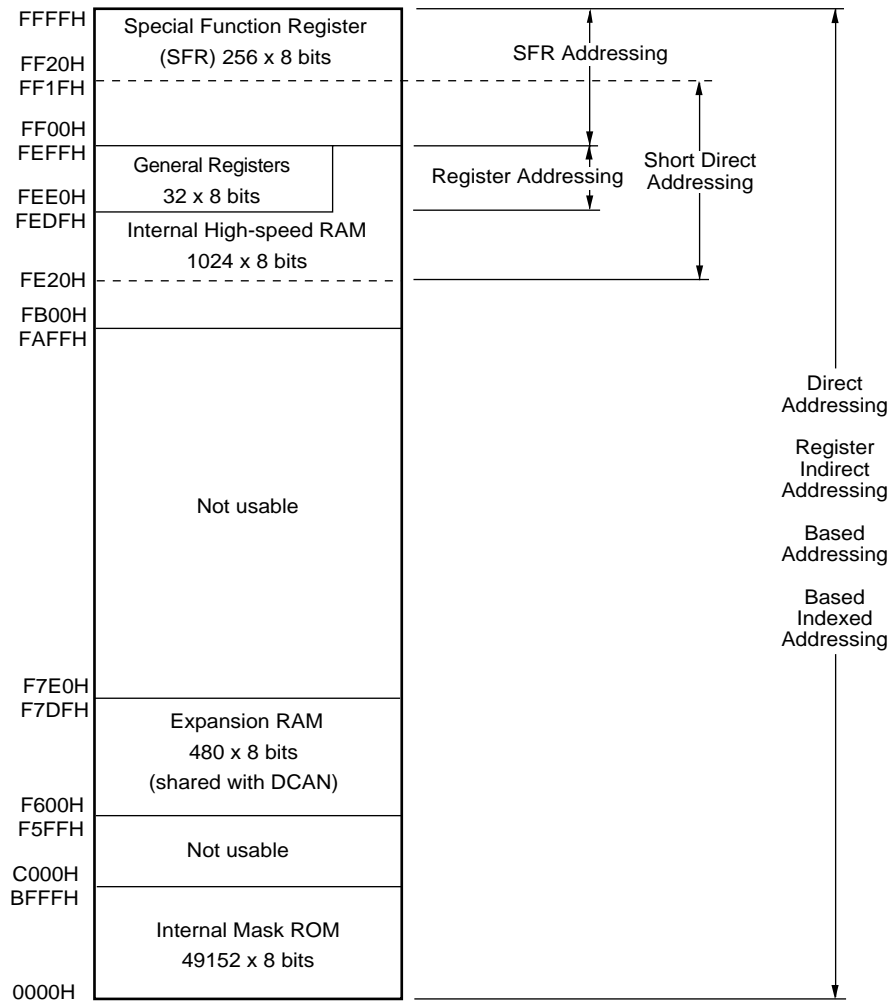 FFFFH
Special Function Register
(SFR) 256 x 8 bits
SFR Addressing
FF20H
FF1FH
FF00H
FEFFH
General Registers
32 x 8 bits
Register Addressing
Short Direct
Addressing
FEE0H
FEDFH
Internal High-speed RAM
1024 x 8 bits
FE20H
FB00H
FAFFH
Direct
Addressing
Register
Indirect
Addressing
Based
Addressing
Based
Indexed
Addressing
Not usable
F7E0H
F7DFH
Expansion RAM
480 x 8 bits
(shared with DCAN)
F600H
F5FFH
Not usable
C000H
BFFFH
Internal Mask ROM
49152 x 8 bits
0000H